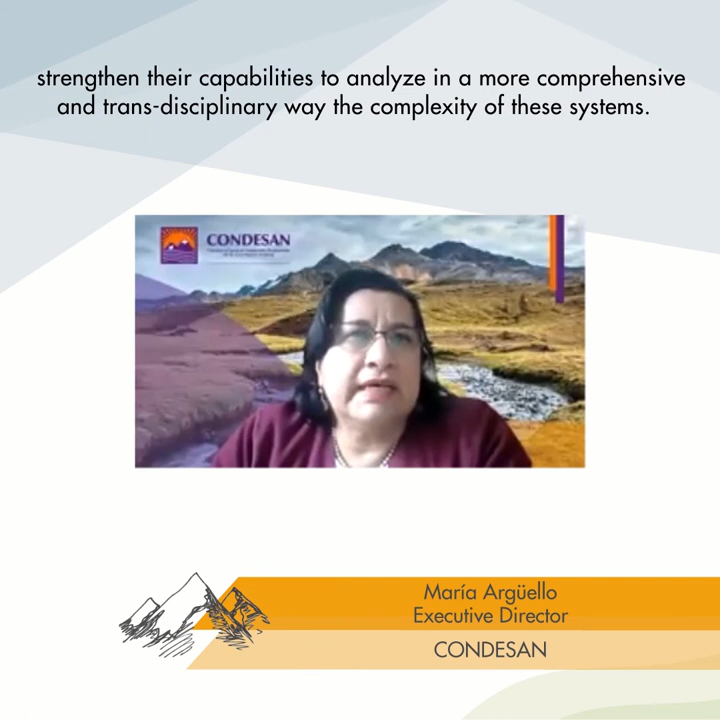 strengthen their capabilities to analyze in a more comprehensive
and trans-disciplinary way the complexity of these systems.
CONDESAN
María Argüello
Executive Director
CONDESAN